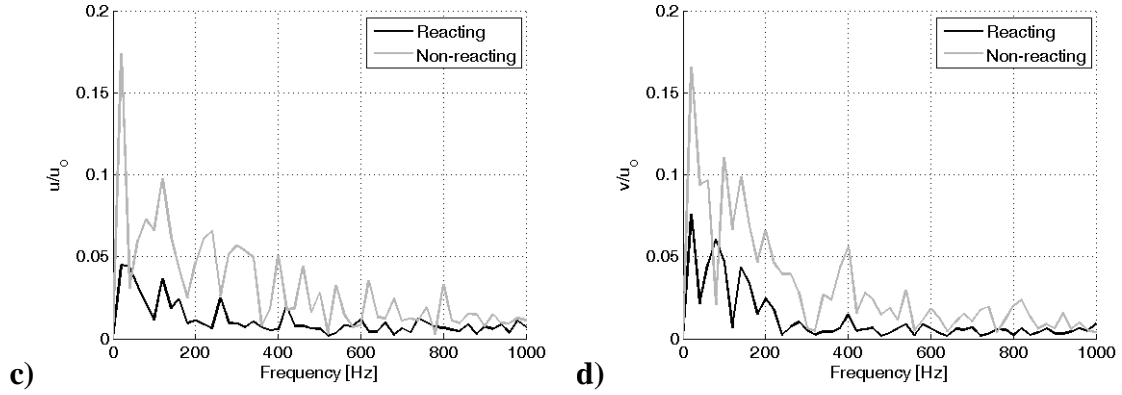 0.2
0.15
0.1
0.05
0
u/u₀
0 200 400 600 800 1000
Frequency [Hz]
Reacting
Non-reacting
c)
0.2
0.15
0.1
0.05
0
v/u₀
0 200 400 600 800 1000
Frequency [Hz]
Reacting
Non-reacting
d)